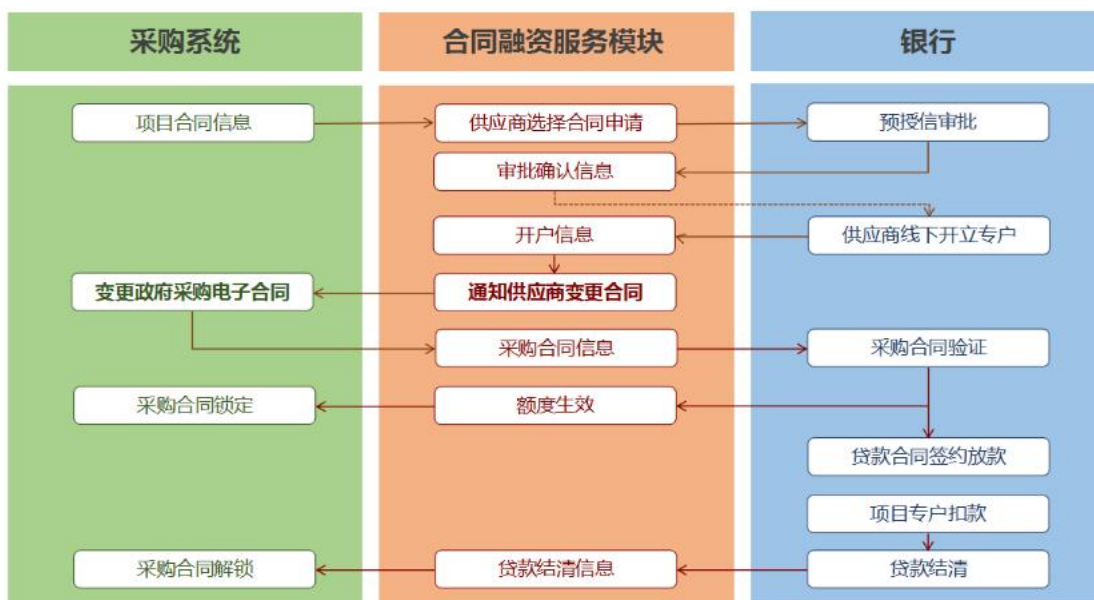 采购系统
合同融资服务模块
银行
项目合同信息
供应商选择合同申请
预授信审批
审批确认信息
开户信息
供应商线下开立专户
变更政府采购电子合同
通知供应商变更合同
采购合同信息
采购合同验证
采购合同锁定
额度生效
贷款合同签约放款
项目专户扣款
采购合同解锁
贷款结清信息
贷款结清